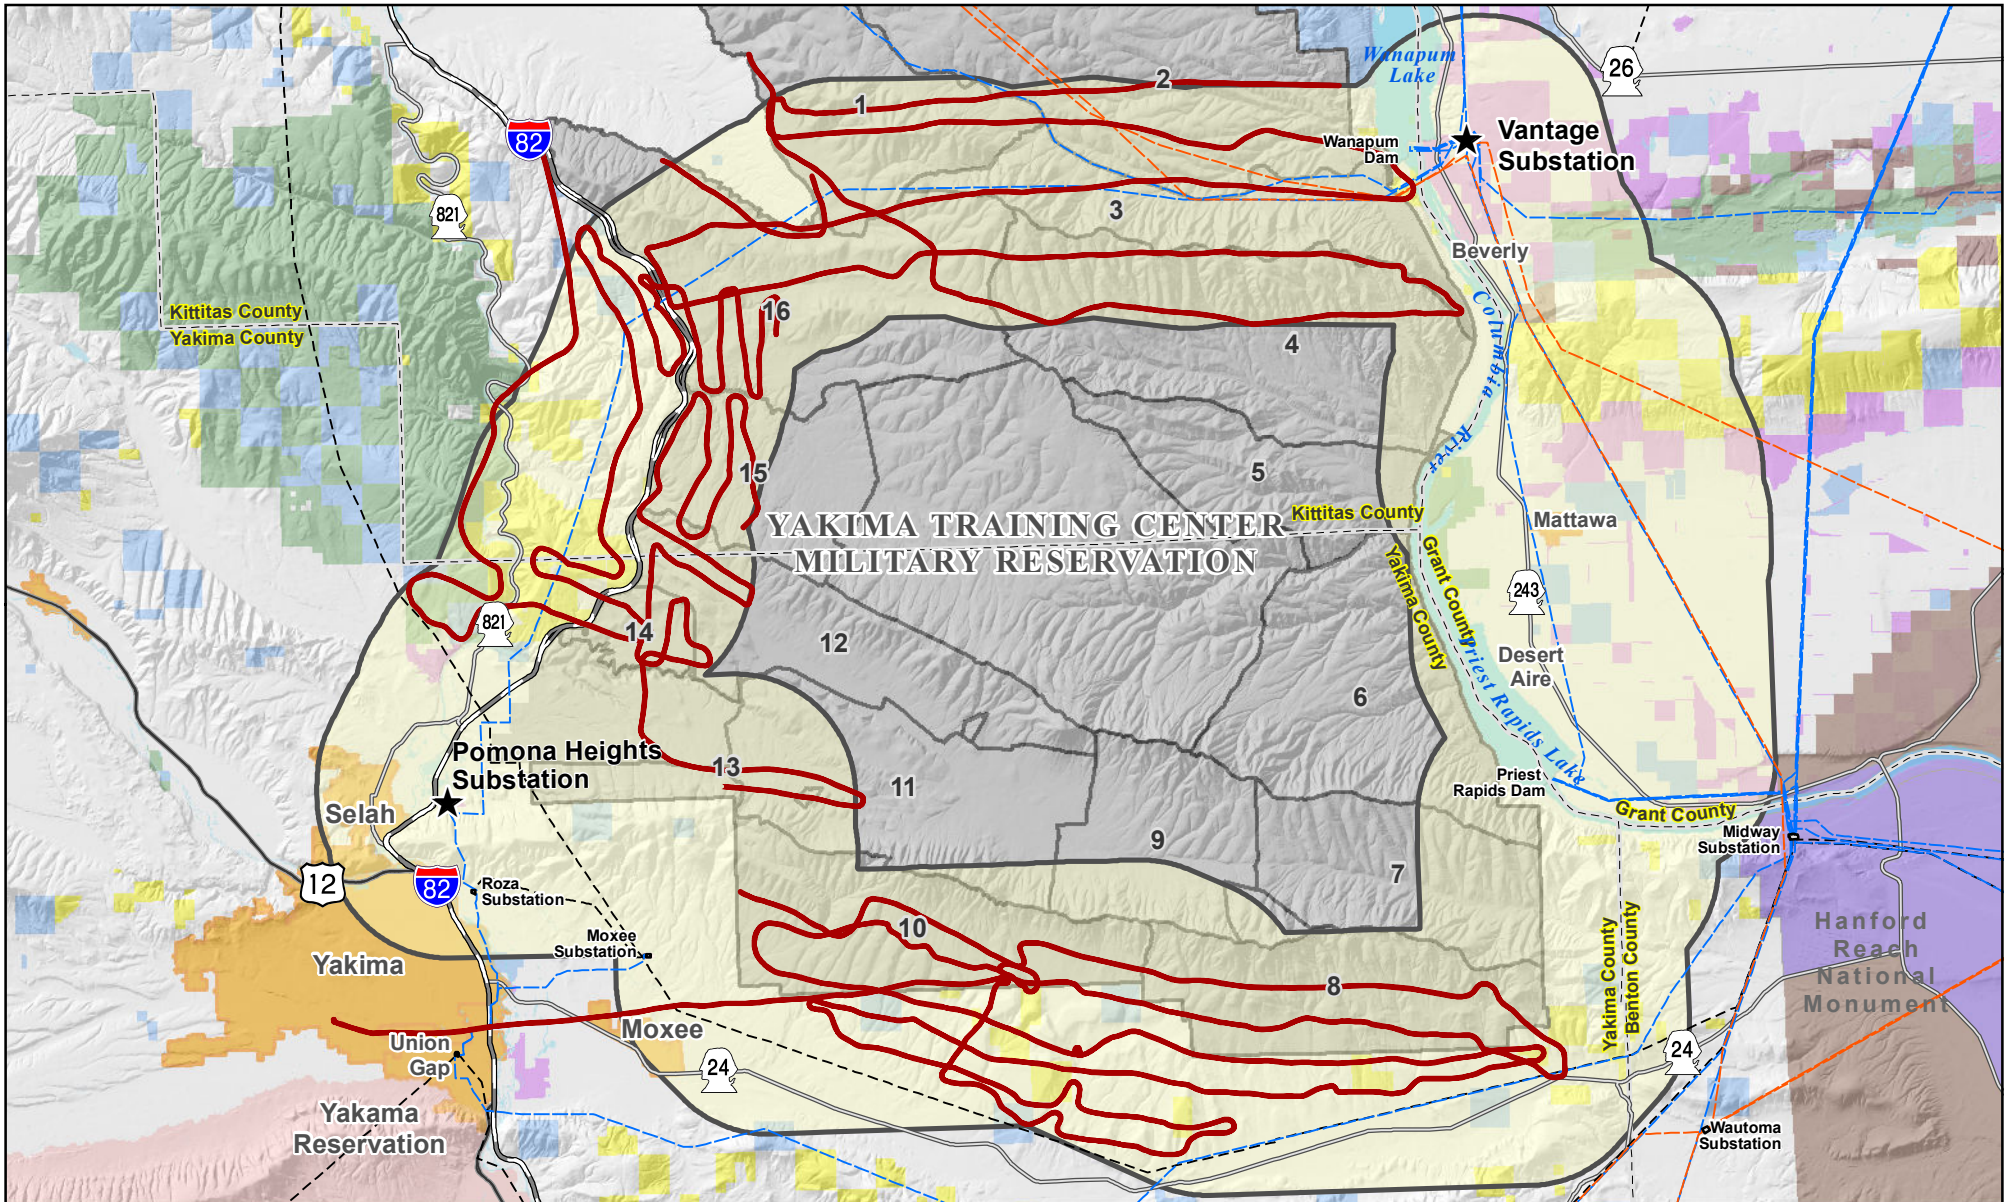 Wanapum
Lake
26
2
1
82
Wanapum
Dam
Vantage
Substation
821
3
Beverly
Kittitas County
Yakima County
16
4
Columbia
River
15
5
YAKIMA TRAINING CENTER
MILITARY RESERVATION
Kittitas County
Mattawa
Grant County
Yakima County
243
821
14
12
Desert
Aire
6
Priest Rapids Lake
Pomona Heights
Substation
13
11
Priest
Rapids Dam
Selah
Grant County
Midway
Substation
9
7
12
82
Roza
Substation
Moxee
Substation
10
Yakima
8
Yakima County
Benton County
Hanford
Reach
National
Monument
Moxee
Union
Gap
24
24
Yakama
Reservation
Wautoma
Substation